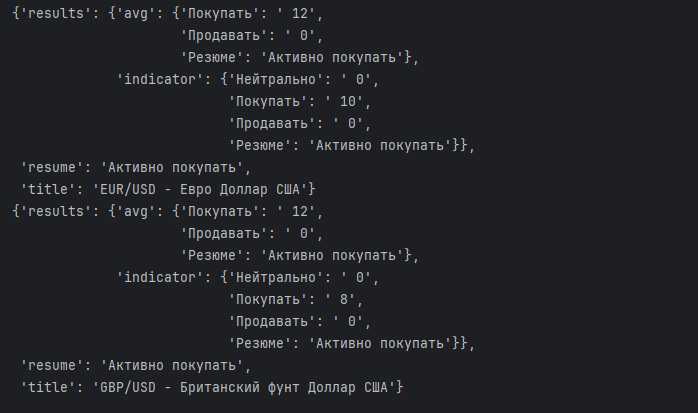 {'results': {'avg': {'Покупать': ' 12',
                     'Продавать': ' 0',
                     'Резюме': 'Активно покупать'},
             'indicator': {'Нейтрально': ' 0',
                           'Покупать': ' 10',
                           'Продавать': ' 0',
                           'Резюме': 'Активно покупать'}},
 'resume': 'Активно покупать',
 'title': 'EUR/USD - Евро Доллар США'}
{'results': {'avg': {'Покупать': ' 12',
                     'Продавать': ' 0',
                     'Резюме': 'Активно покупать'},
             'indicator': {'Нейтрально': ' 0',
                           'Покупать': ' 8',
                           'Продавать': ' 0',
                           'Резюме': 'Активно покупать'}},
 'resume': 'Активно покупать',
 'title': 'GBP/USD - Британский фунт Доллар США'}